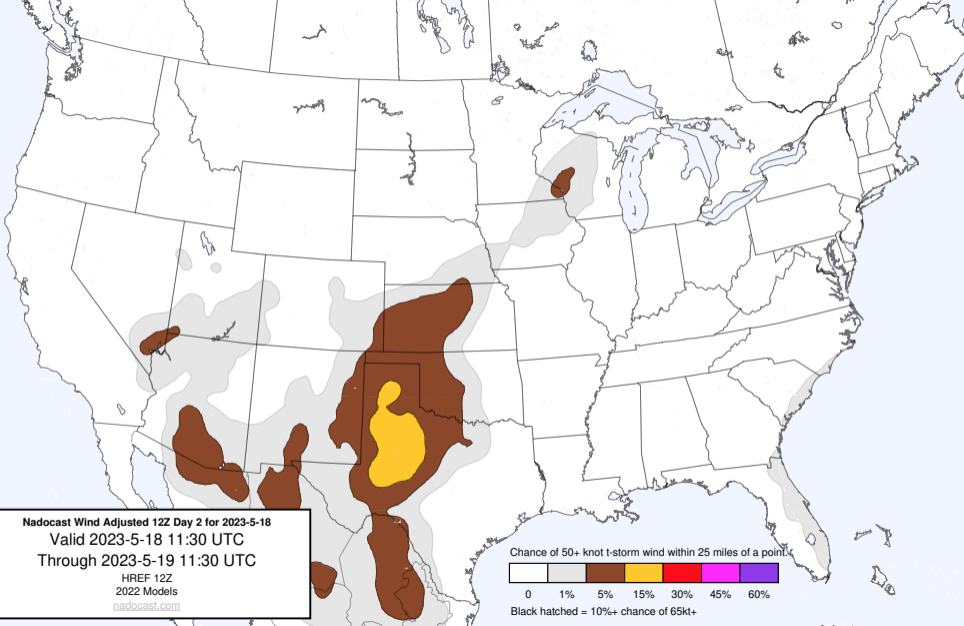 Nadocast Wind Adjusted 12Z Day 2 for 2023-5-18
Valid 2023-5-18 11:30 UTC
Through 2023-5-19 11:30 UTC
HREF 12Z
2022 Models
nadocast.com
Chance of 50+ knot t-storm wind within 25 miles of a point.
0 1% 5% 15% 30% 45% 60%
Black hatched = 10%+ chance of 65kt+